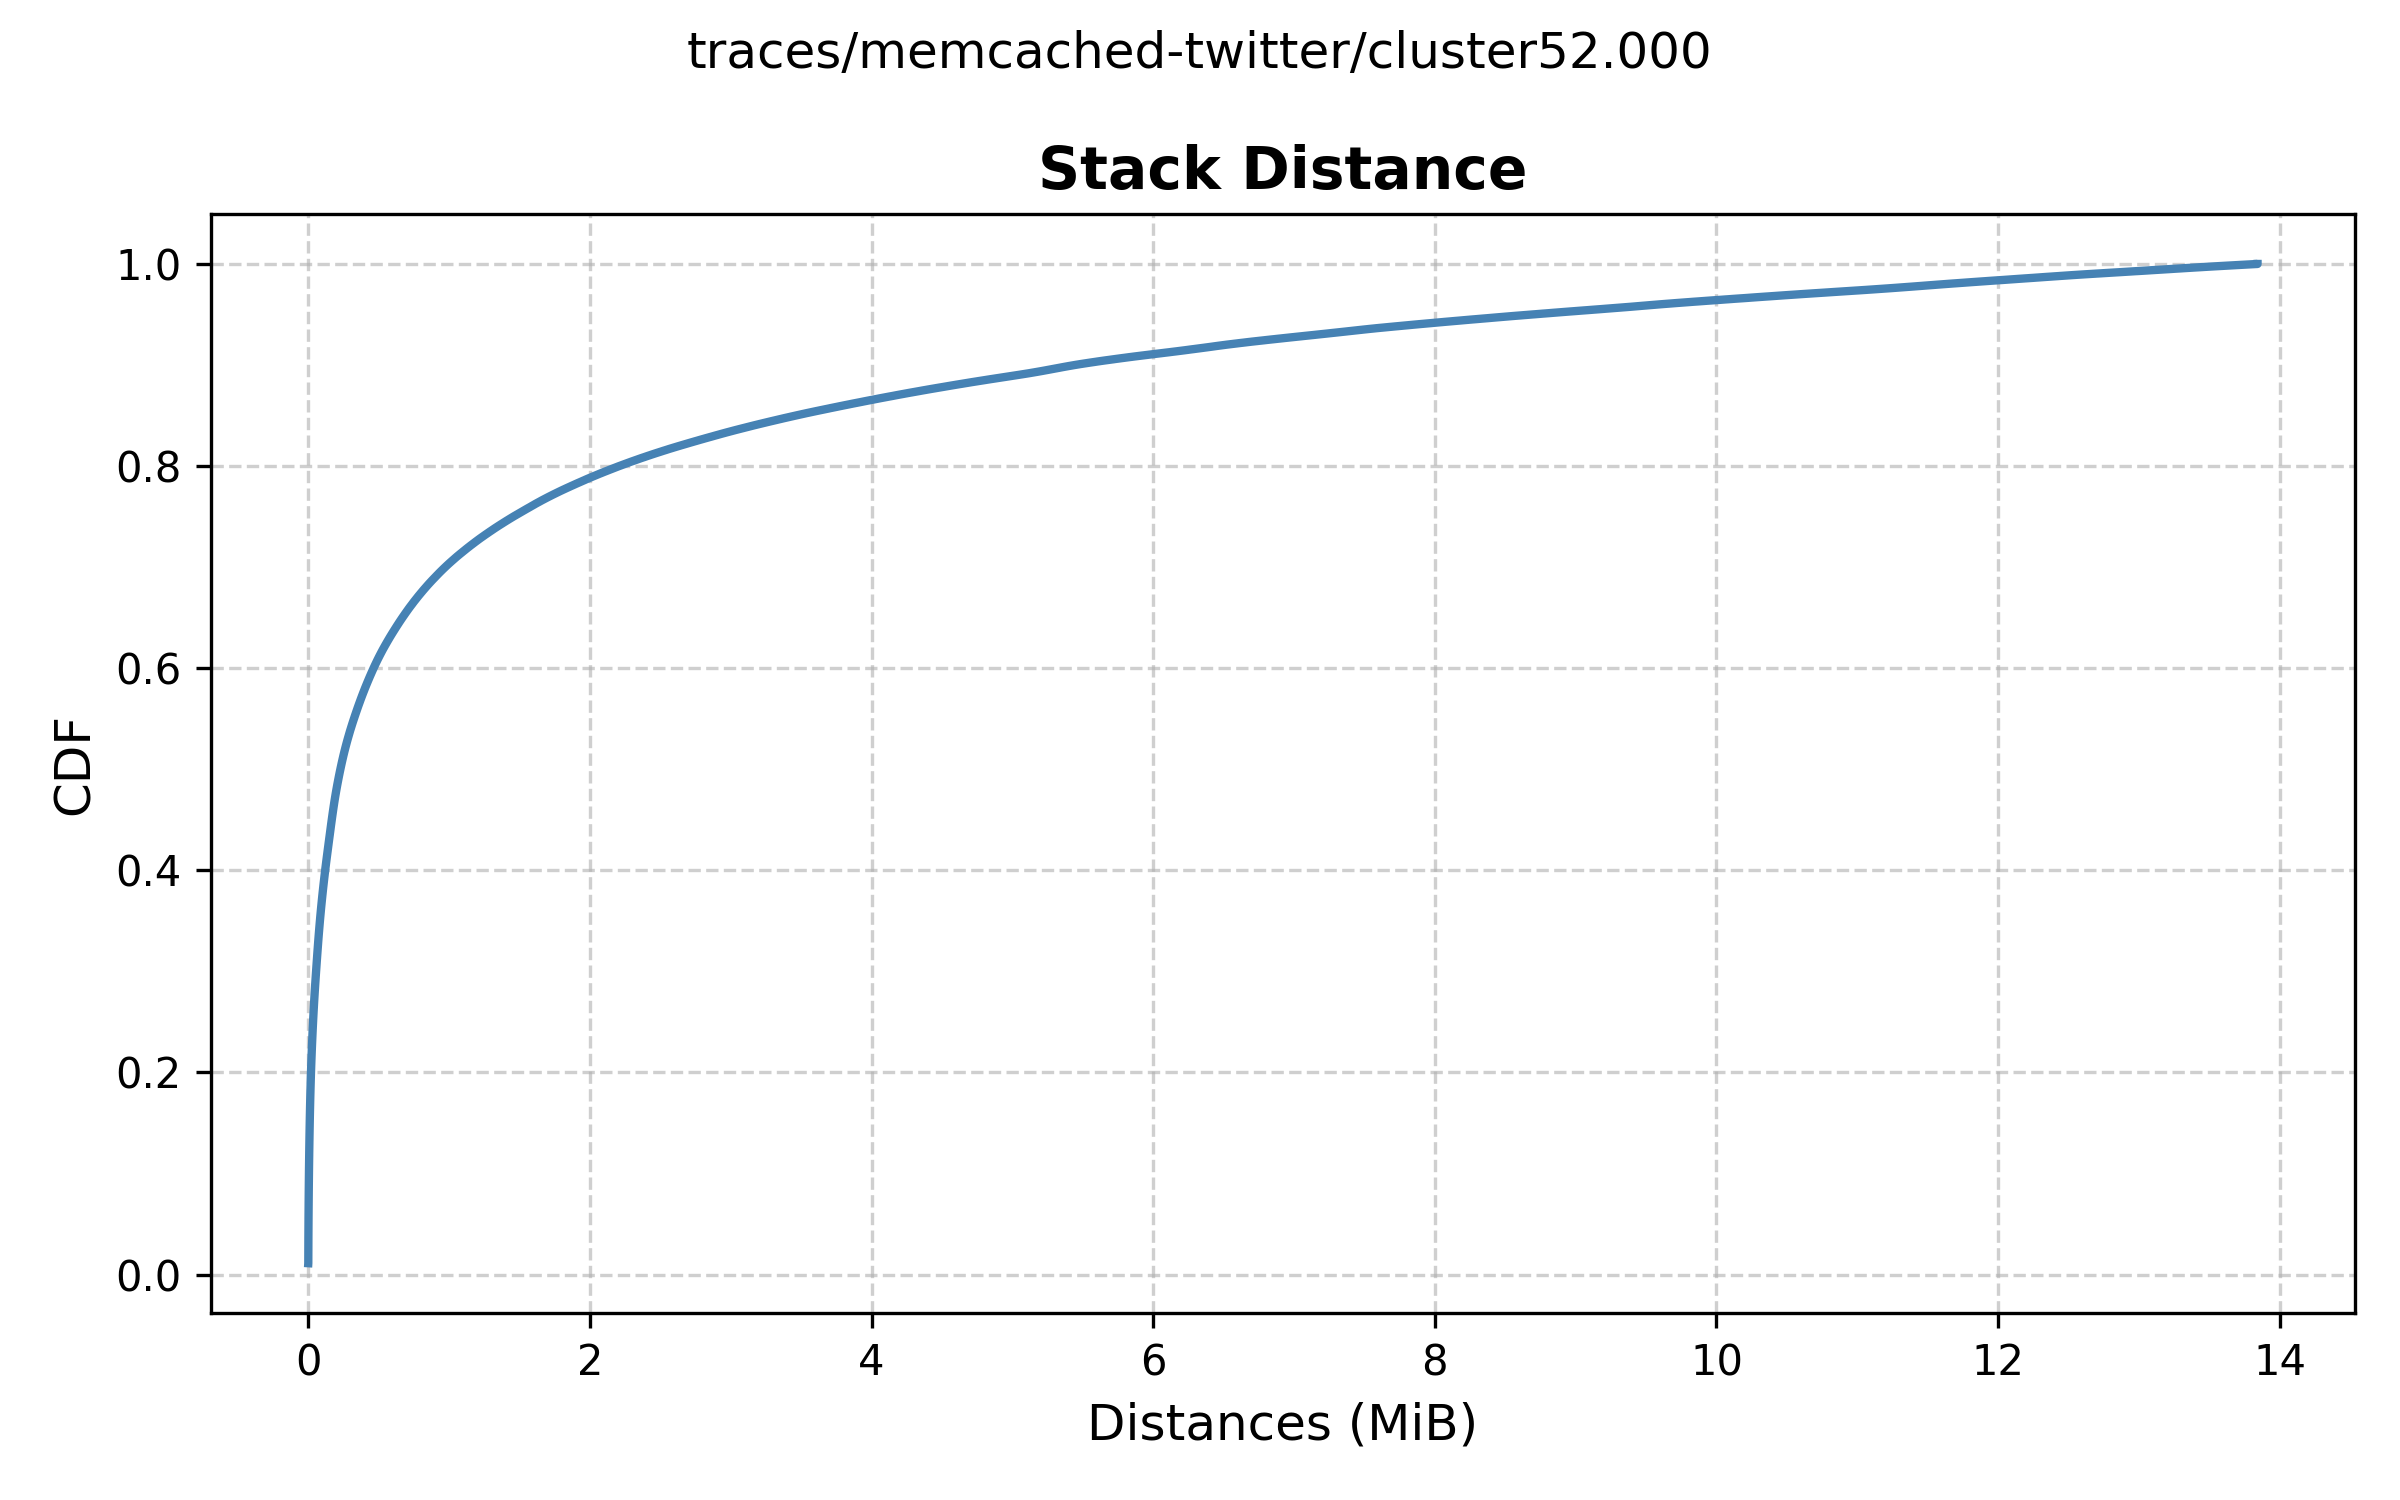 traces/memcached-twitter/cluster52.000
Stack Distance
1.0
0.8
0.6
0.4
0.2
0.0
CDF
0 2 4 6 8 10 12 14
Distances (MiB)